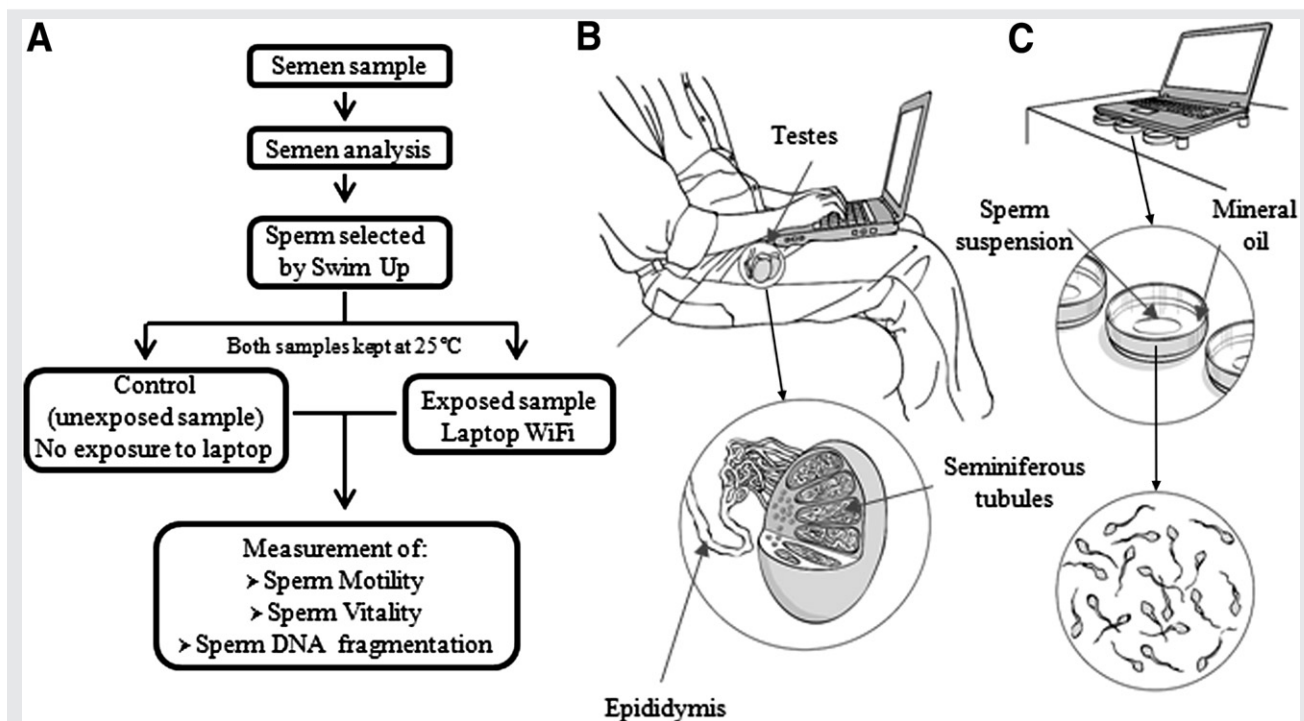 A
Semen sample
Semen analysis
Sperm selected
by Swim Up
Both samples kept at 25°C
Control
(unexposed sample)
No exposure to laptop
Exposed sample
Laptop WiFi
Measurement of:
➤ Sperm Motility
➤ Sperm Vitality
➤ Sperm DNA fragmentation
B
Testes
Seminiferous
tubules
Epididymis
C
Sperm
suspension
Mineral
oil